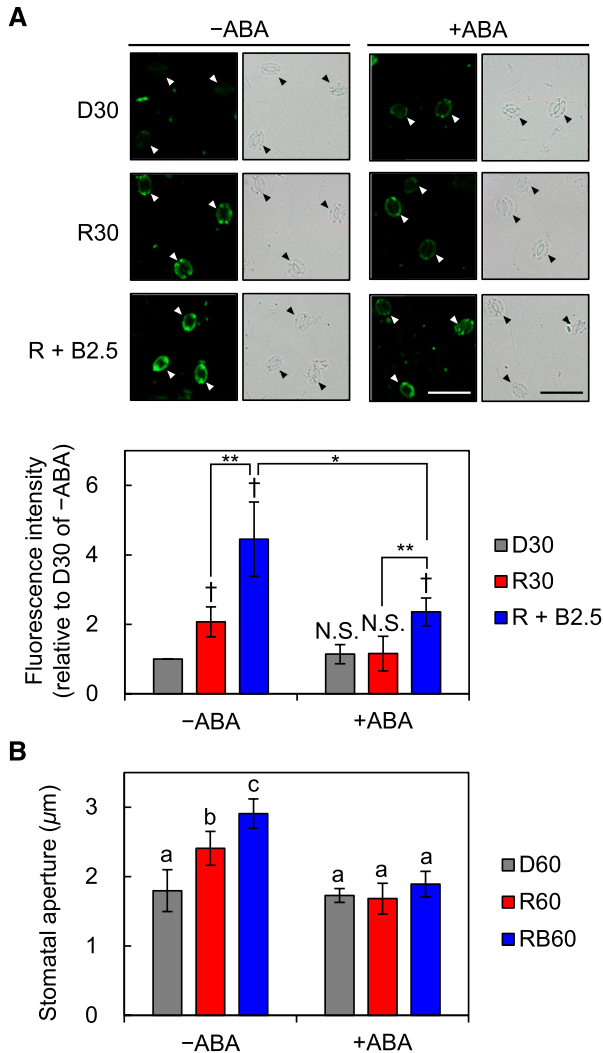 A
−ABA
+ABA
D30
R30
R + B2.5
Fluorescence intensity
(relative to D30 of −ABA)
6
4
2
0
**
*
†
†
**
†
N.S.
N.S.
−ABA
+ABA
D30
R30
R + B2.5
B
Stomatal aperture (µm)
3
2
1
0
a
b
c
a
a
a
−ABA
+ABA
D60
R60
RB60